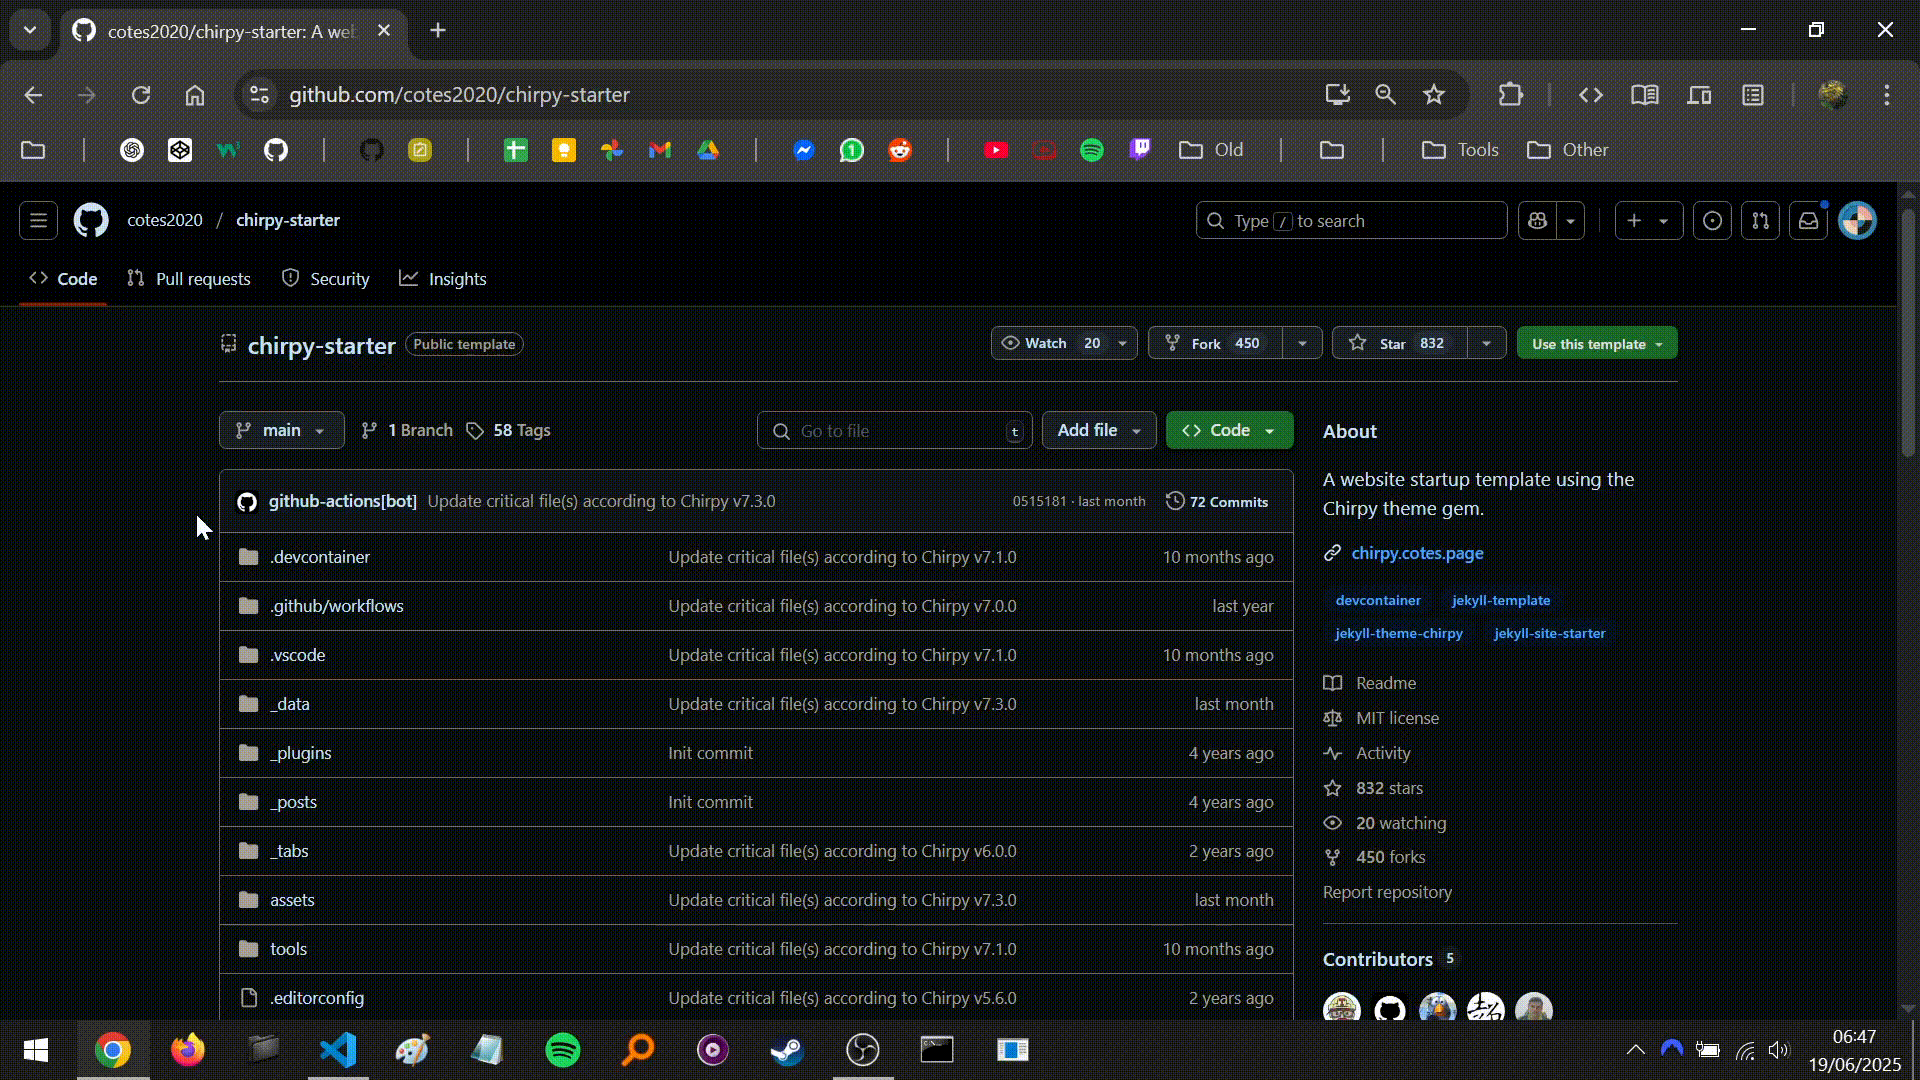 cotes2020/chirpy-starter: A wel
github.com/cotes2020/chirpy-starter
Old
Tools
Other
cotes2020 / chirpy-starter
Type / to search
Code
Pull requests
Security
Insights
chirpy-starter Public template
Watch 20
Fork 450
Star 832
Use this template
main
1 Branch
58 Tags
Go to file t
Add file
Code
github-actions[bot] Update critical file(s) according to Chirpy v7.3.0 0515181 · last month 72 Commits
.devcontainer Update critical file(s) according to Chirpy v7.1.0 10 months ago
.github/workflows Update critical file(s) according to Chirpy v7.0.0 last year
.vscode Update critical file(s) according to Chirpy v7.1.0 10 months ago
_data Update critical file(s) according to Chirpy v7.3.0 last month
_plugins Init commit 4 years ago
_posts Init commit 4 years ago
_tabs Update critical file(s) according to Chirpy v6.0.0 2 years ago
assets Update critical file(s) according to Chirpy v7.3.0 last month
tools Update critical file(s) according to Chirpy v7.1.0 10 months ago
.editorconfig Update critical file(s) according to Chirpy v5.6.0 2 years ago
About
A website startup template using the
Chirpy theme gem.
chirpy.cotes.page
devcontainer jekyll-template
jekyll-theme-chirpy jekyll-site-starter
Readme
MIT license
Activity
832 stars
20 watching
450 forks
Report repository
Contributors 5
06:47
19/06/2025